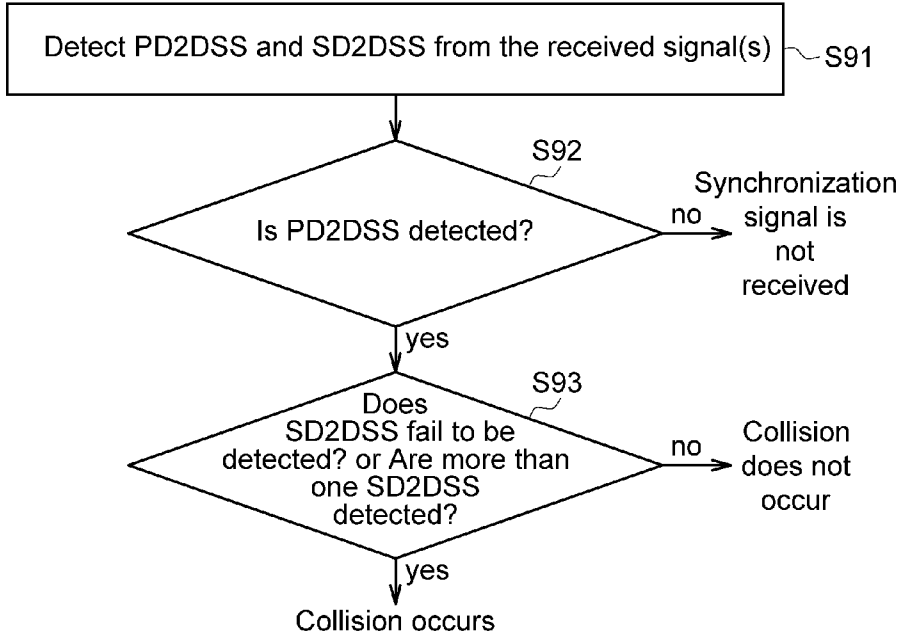 Detect PD2DSS and SD2DSS from the received signal(s)
S91
S92
Is PD2DSS detected?
no
Synchronization
signal is
not
received
yes
S93
Does
SD2DSS fail to be
detected? or Are more than
one SD2DSS
detected?
no
Collision
does not
occur
yes
Collision occurs